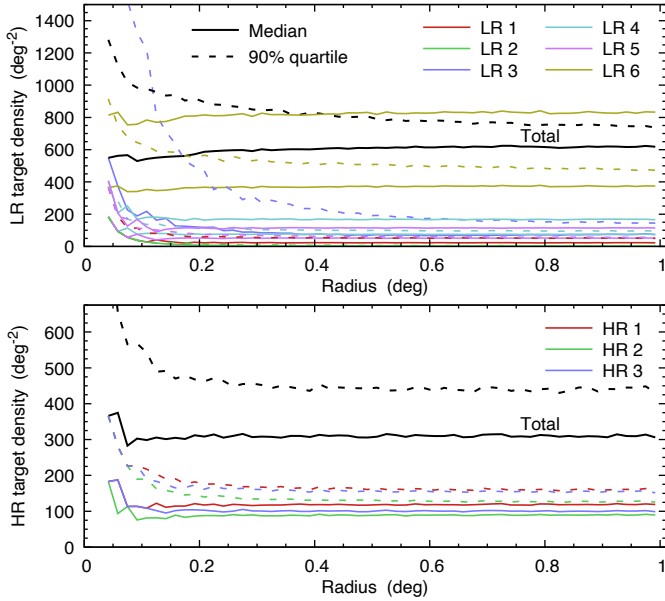 1400
1200
1000
800
600
400
200
0
LR target density (deg⁻²)
Median
90% quartile
LR 1
LR 2
LR 3
LR 4
LR 5
LR 6
Total
0 0.2 0.4 0.6 0.8 1
Radius (deg)
600
500
400
300
200
100
0
HR target density (deg⁻²)
HR 1
HR 2
HR 3
Total
0 0.2 0.4 0.6 0.8 1
Radius (deg)